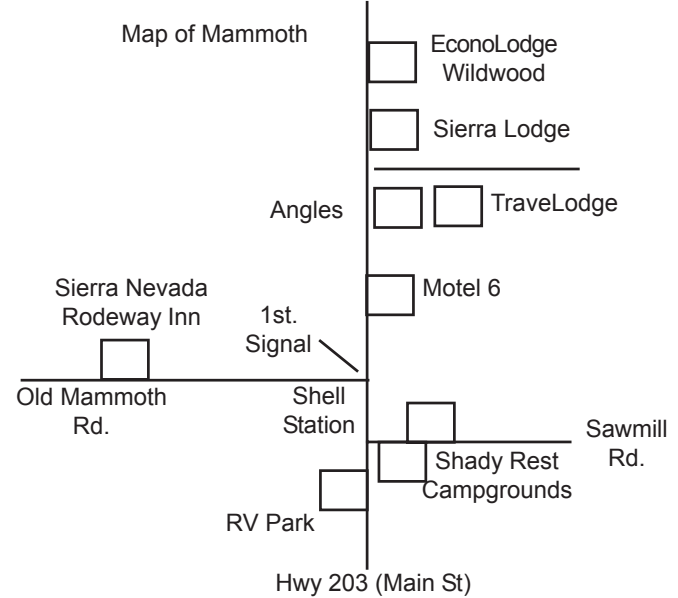 Map of Mammoth
EconoLodge
Wildwood
Sierra Lodge
Angles
TraveLodge
Motel 6
Sierra Nevada
Rodeway Inn
1st.
Signal
Old Mammoth
Rd.
Shell
Station
Sawmill
Rd.
Shady Rest
Campgrounds
RV Park
Hwy 203 (Main St)